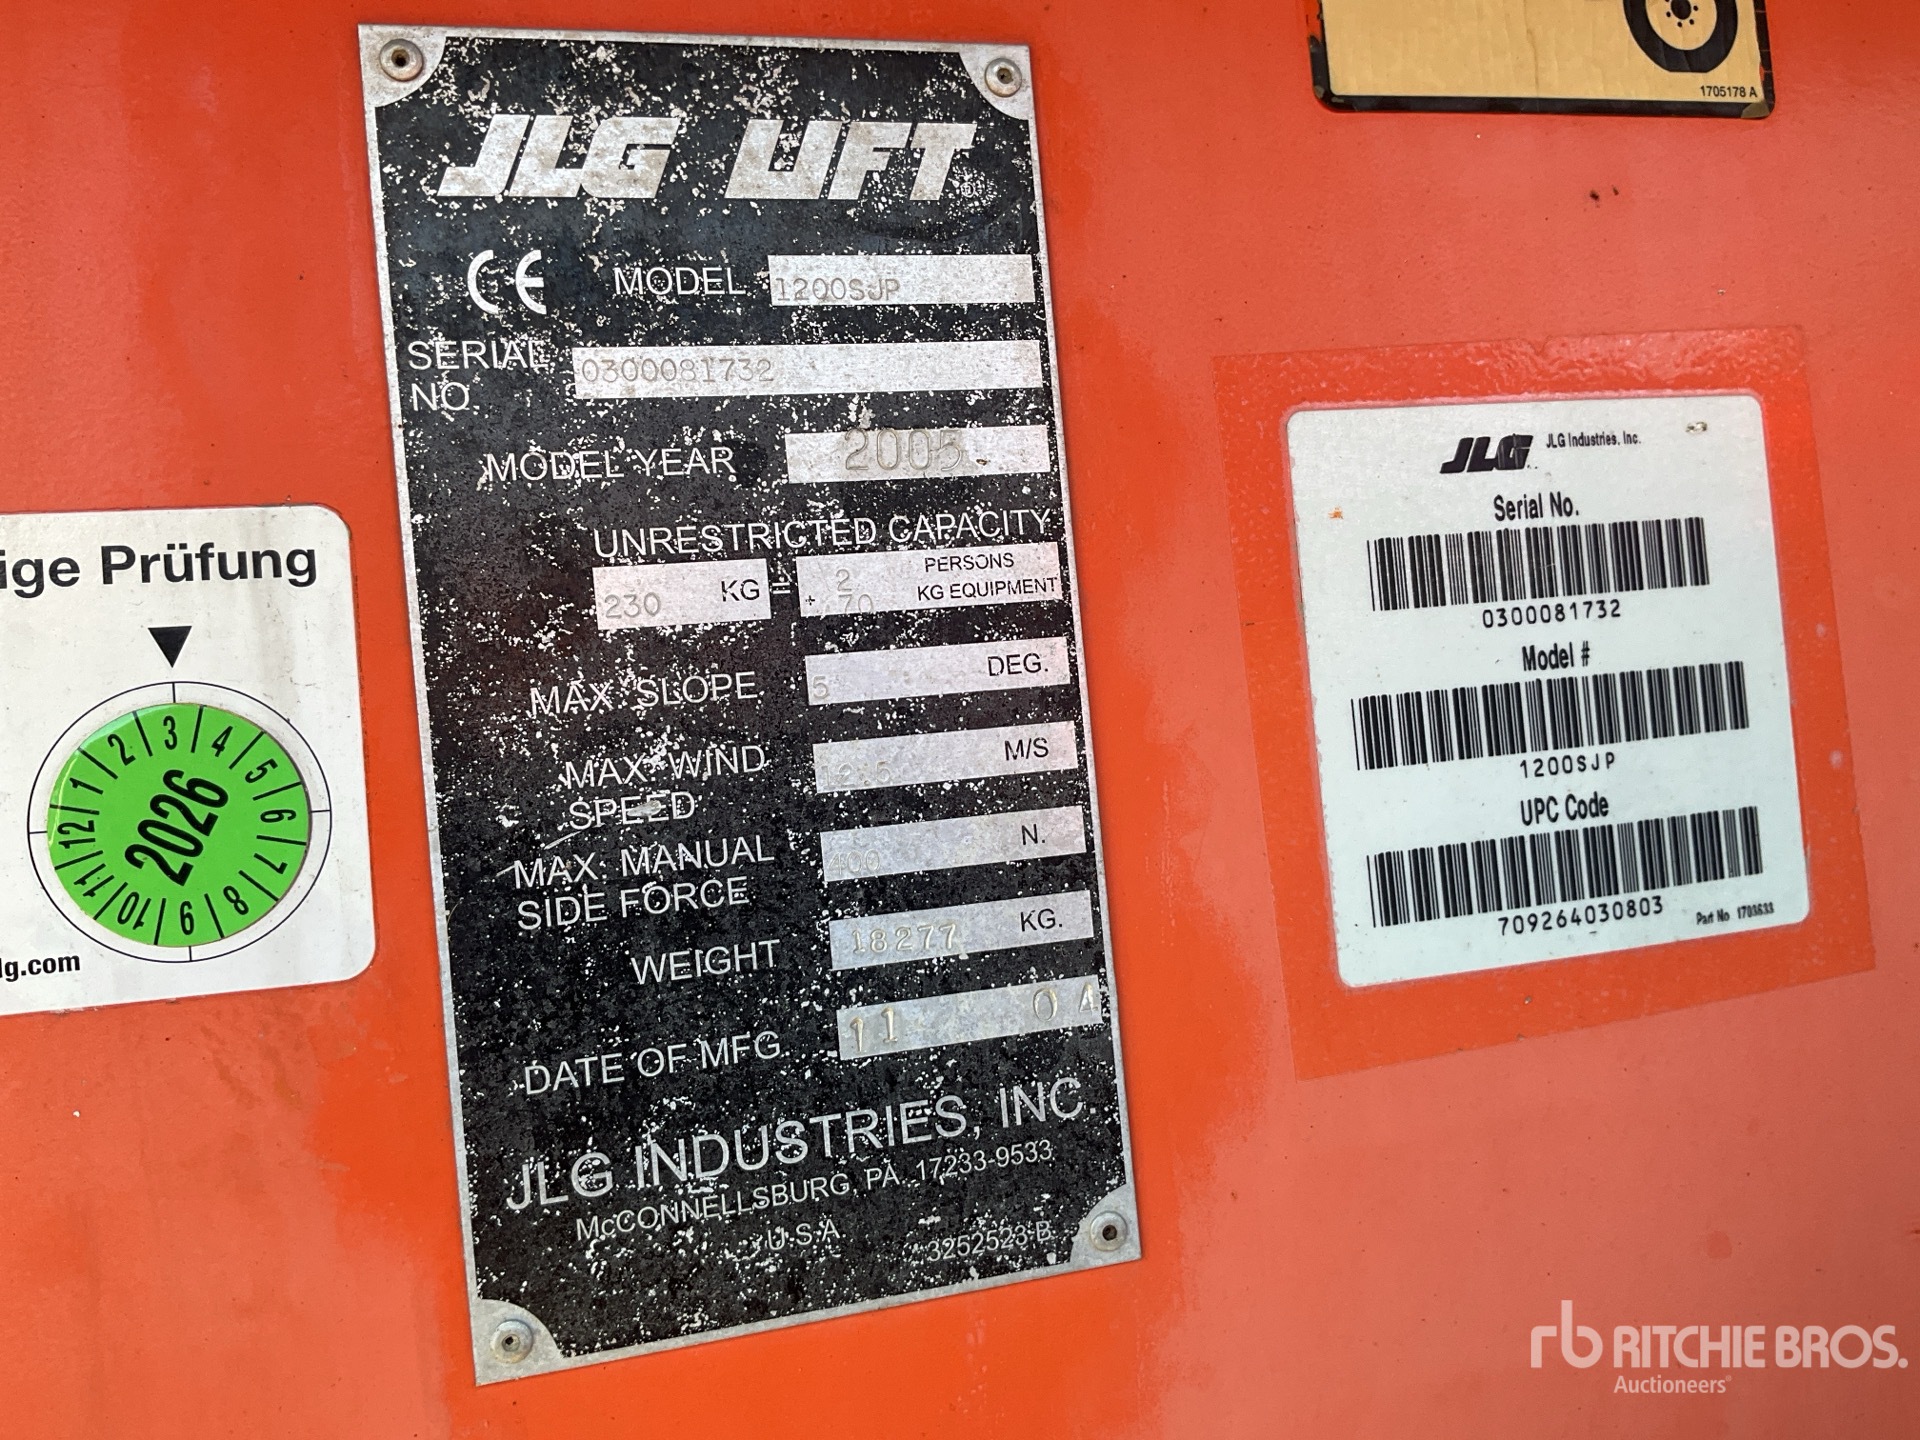 1705178 A
JLG LIFT
CE MODEL 1200SJP
SERIAL NO. 0300081732
MODEL YEAR 2005
UNRESTRICTED CAPACITY
230 KG = 2 PERSONS
+ 70 KG EQUIPMENT
MAX. SLOPE 5 DEG.
MAX. WIND SPEED 12.5 M/S
MAX. MANUAL SIDE FORCE 400 N.
WEIGHT 18277 KG.
DATE OF MFG. 11 04
JLG INDUSTRIES, INC.
McCONNELLSBURG, PA. 17233-9533
U.S.A
3252523-B
ige Prüfung
1 2 3 4 5 6 7 8 9 10 11 12
2026
lg.com
JLG JLG Industries, Inc.
Serial No.
0300081732
Model #
1200SJP
UPC Code
709264030803
Part No 1703633
rb RITCHIE BROS.
Auctioneers